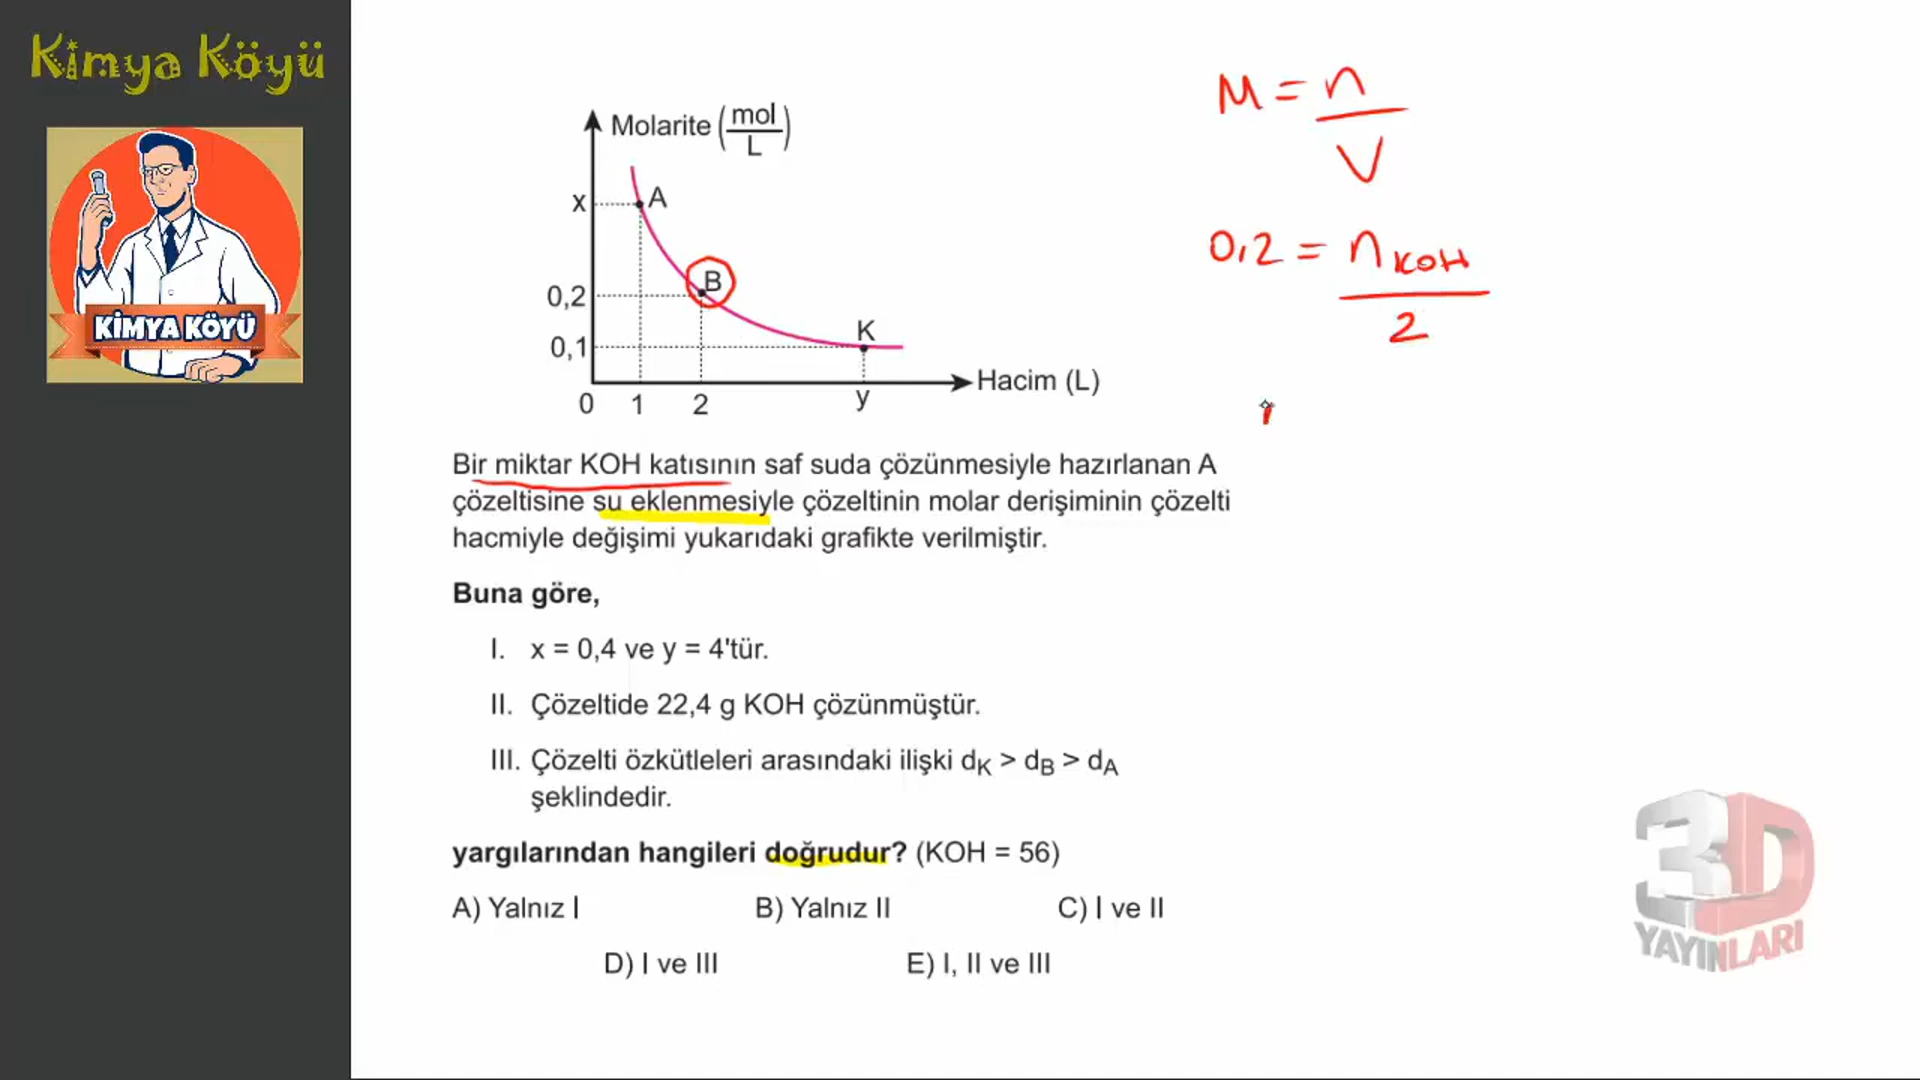 Kimya Köyü
KİMYA KÖYÜ
Molarite (mol/L)
x
A
B
0,2
K
0,1
Hacim (L)
0 1 2 y
M = n/V
0,2 = nKOH/2
Bir miktar KOH katısının saf suda çözünmesiyle hazırlanan A
çözeltisine su eklenmesiyle çözeltinin molar derişiminin çözelti
hacmiyle değişimi yukarıdaki grafikte verilmiştir.
Buna göre,
I. x = 0,4 ve y = 4'tür.
II. Çözeltide 22,4 g KOH çözünmüştür.
III. Çözelti özkütleleri arasındaki ilişki dK > dB > dA
şeklindedir.
yargılarından hangileri doğrudur? (KOH = 56)
A) Yalnız I B) Yalnız II C) I ve II
D) I ve III E) I, II ve III
3D
YAYINLARI